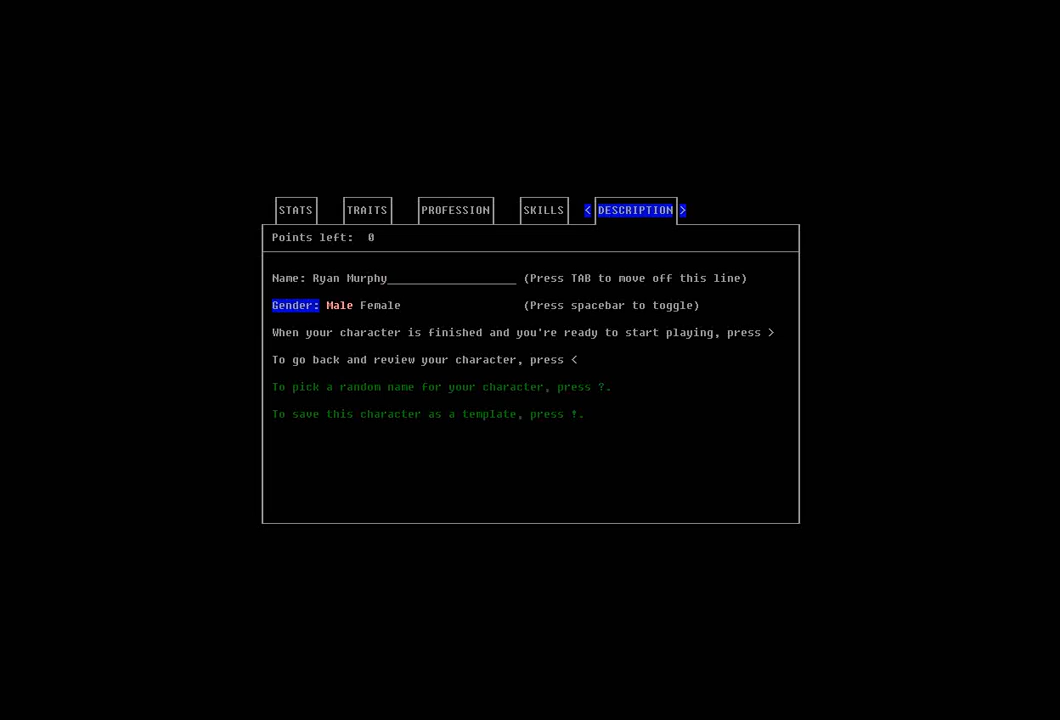 STATS TRAITS PROFESSION SKILLS < DESCRIPTION >
Points left: 0
Name: Ryan Murphy___________________ (Press TAB to move off this line)
Gender: Male Female (Press spacebar to toggle)
When your character is finished and you're ready to start playing, press >
To go back and review your character, press <
To pick a random name for your character, press ?.
To save this character as a template, press !.